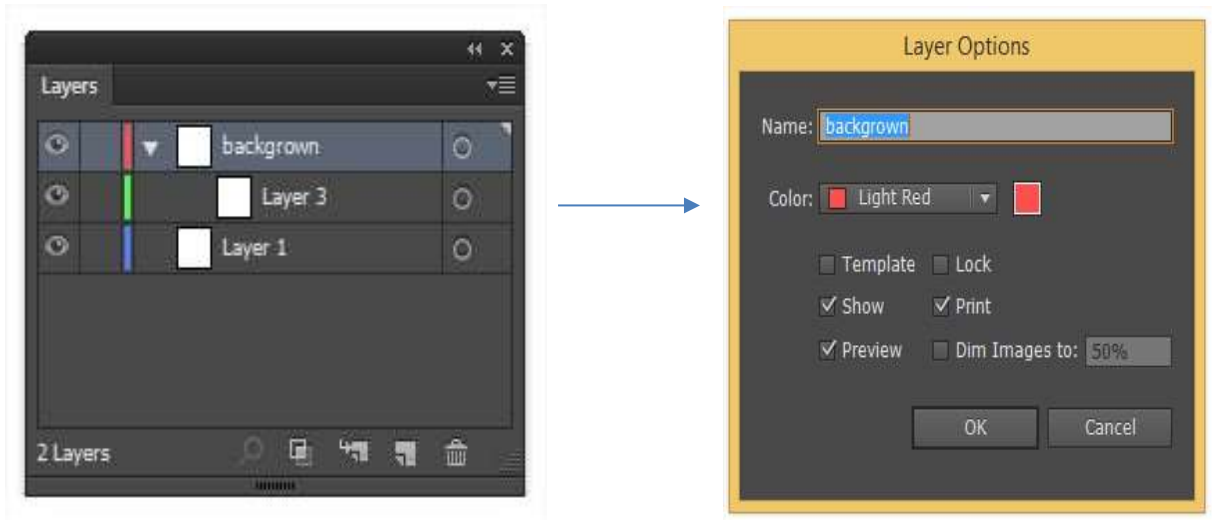 Layers
backgrown
Layer 3
Layer 1
2 Layers
Layer Options
Name: backgrown
Color: Light Red
Template Lock
Show Print
Preview Dim Images to: 50%
OK Cancel